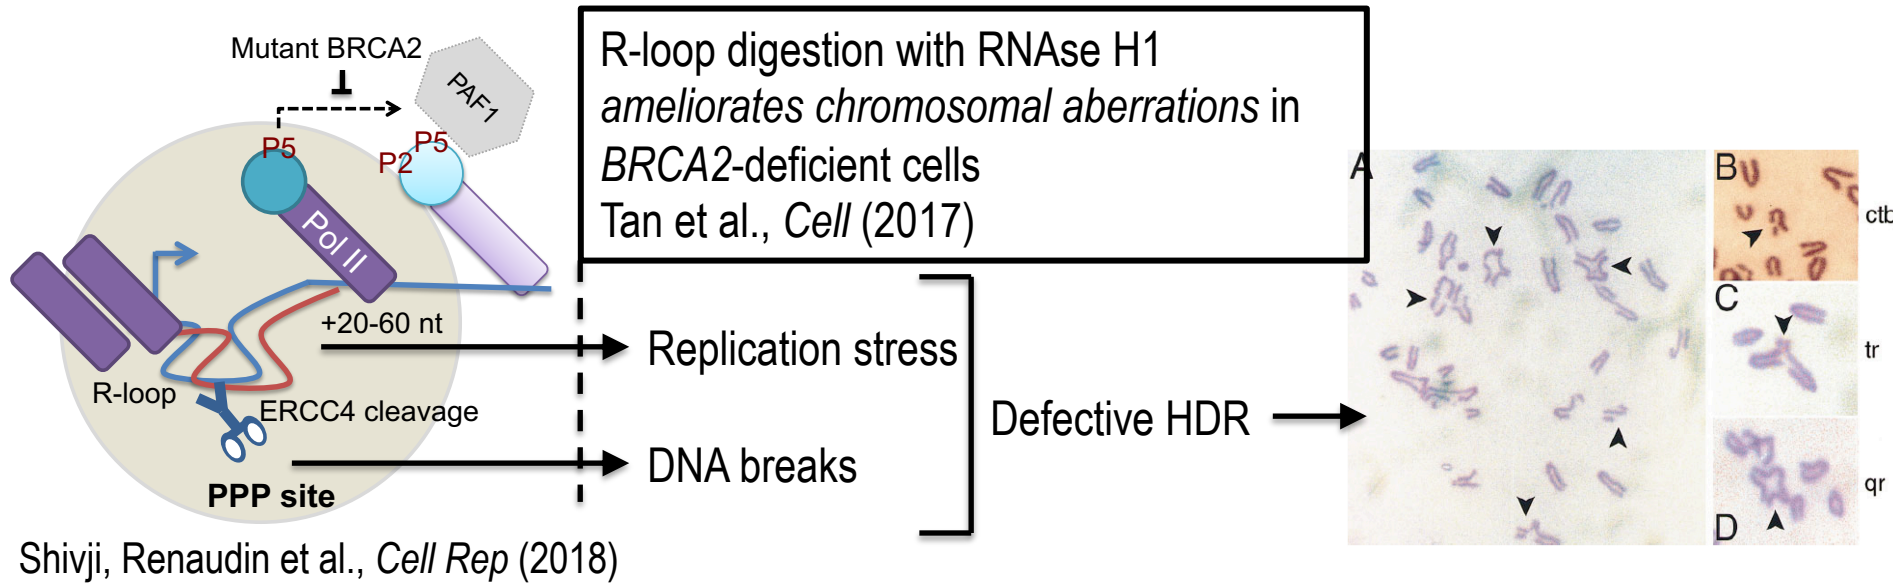 Mutant BRCA2
PAF1
P5
P2
P5
Pol II
+20-60 nt
R-loop
ERCC4 cleavage
PPP site
Shivji, Renaudin et al., Cell Rep (2018)
R-loop digestion with RNAse H1
ameliorates chromosomal aberrations in
BRCA2-deficient cells
Tan et al., Cell (2017)
Replication stress
DNA breaks
Defective HDR
A
B
ctb
C
tr
D
qr